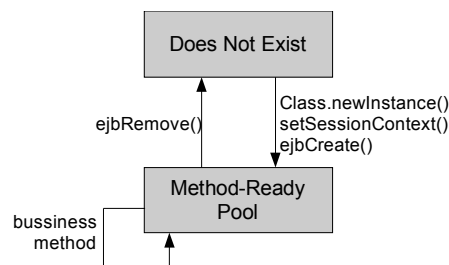 Does Not Exist
Class.newInstance()
setSessionContext()
ejbCreate()
ejbRemove()
Method-Ready
Pool
bussiness
method